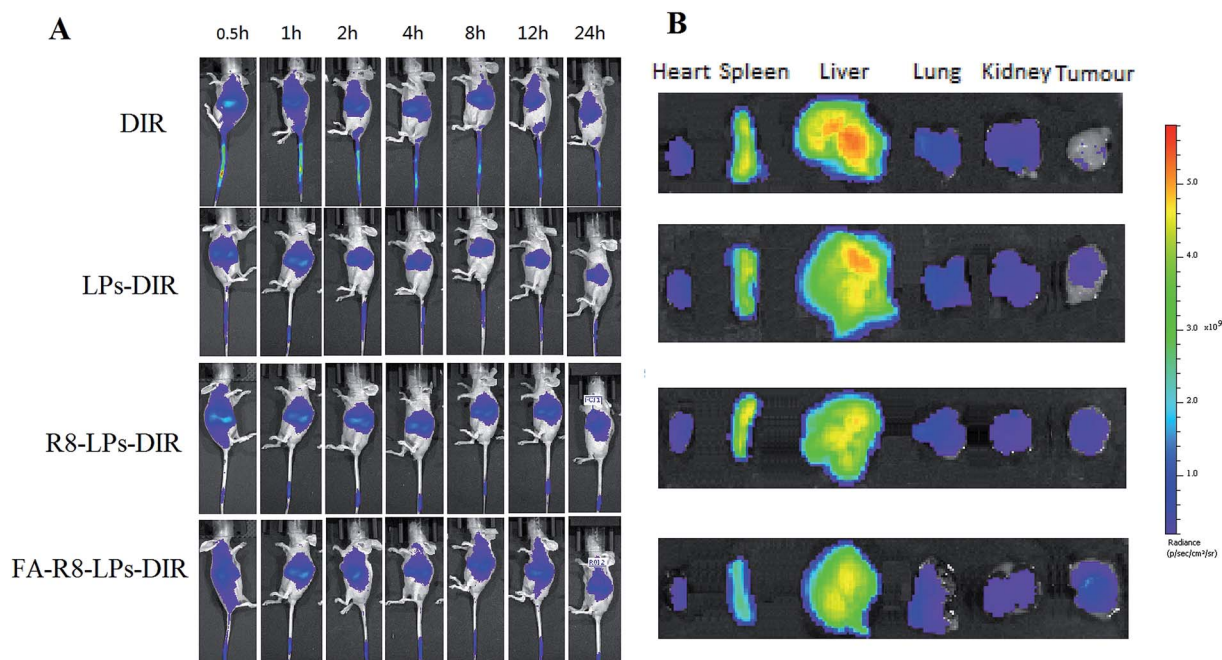 A
0.5h 1h 2h 4h 8h 12h 24h
DIR
LPs-DIR
R8-LPs-DIR
FA-R8-LPs-DIR
B
Heart Spleen Liver Lung Kidney Tumour
5.0
4.0
3.0 x10⁹
2.0
1.0
Radiance
(p/sec/cm²/sr)